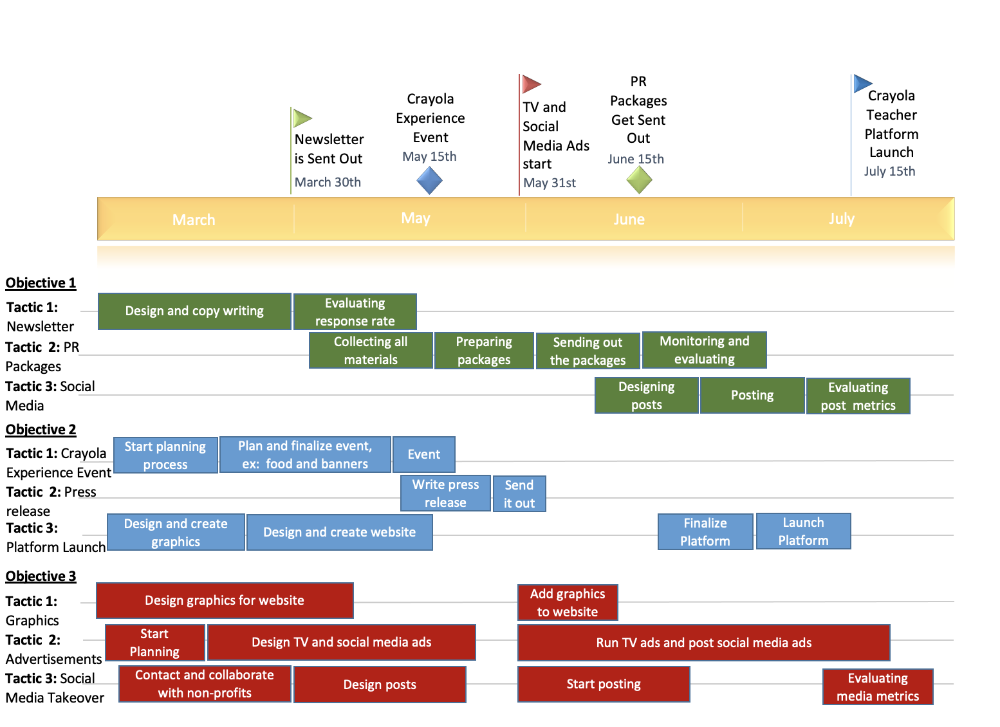 Newsletter
is Sent Out
March 30th
Crayola
Experience
Event
May 15th
TV and
Social
Media Ads
start
May 31st
PR
Packages
Get Sent
Out
June 15th
Crayola
Teacher
Platform
Launch
July 15th
March
May
June
July
Objective 1
Tactic 1:
Newsletter
Design and copy writing
Evaluating
response rate
Tactic  2: PR
Packages
Collecting all
materials
Preparing
packages
Sending out
the packages
Monitoring and
evaluating
Tactic 3: Social
Media
Designing
posts
Posting
Evaluating
post  metrics
Objective 2
Tactic 1: Crayola
Experience Event
Start planning
process
Plan and finalize event,
ex:  food and banners
Event
Tactic  2: Press
release
Write press
release
Send
it out
Tactic 3:
Platform Launch
Design and create
graphics
Design and create website
Finalize
Platform
Launch
Platform
Objective 3
Tactic 1:
Graphics
Design graphics for website
Add graphics
to website
Tactic  2:
Advertisements
Start
Planning
Design TV and social media ads
Run TV ads and post social media ads
Tactic 3: Social
Media Takeover
Contact and collaborate
with non-profits
Design posts
Start posting
Evaluating
media metrics